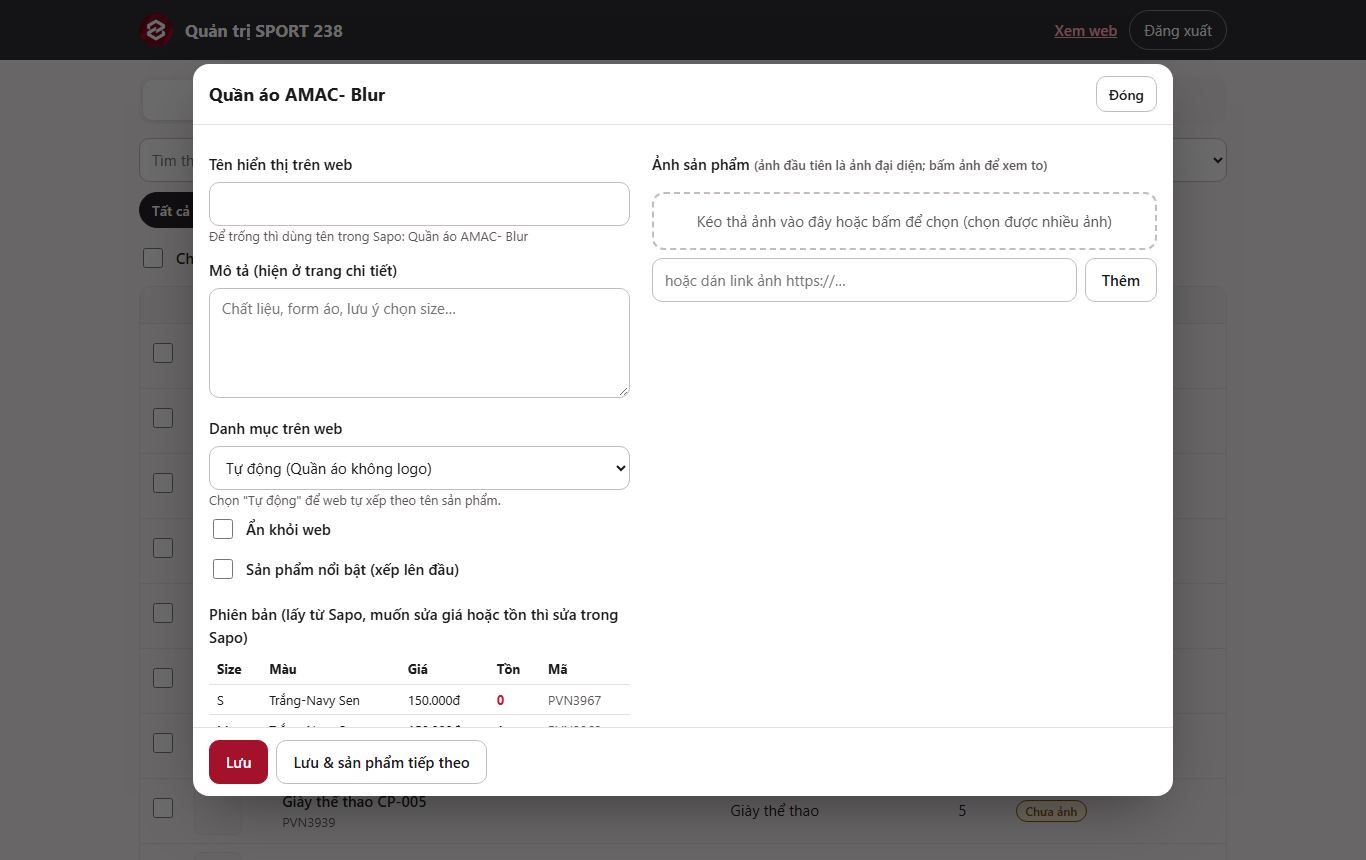 Quản trị SPORT 238
Xem web
Đăng xuất
Quần áo AMAC- Blur
Đóng
Tìm th
Tất cả
Ch
Tên hiển thị trên web
Để trống thì dùng tên trong Sapo: Quần áo AMAC- Blur
Mô tả (hiện ở trang chi tiết)
Chất liệu, form áo, lưu ý chọn size...
Danh mục trên web
Tự động (Quần áo không logo)
Chọn "Tự động" để web tự xếp theo tên sản phẩm.
Ẩn khỏi web
Sản phẩm nổi bật (xếp lên đầu)
Phiên bản (lấy từ Sapo, muốn sửa giá hoặc tồn thì sửa trong
Sapo)
Size Màu Giá Tồn Mã
S Trắng-Navy Sen 150.000đ 0 PVN3967
Ảnh sản phẩm (ảnh đầu tiên là ảnh đại diện; bấm ảnh để xem to)
Kéo thả ảnh vào đây hoặc bấm để chọn (chọn được nhiều ảnh)
hoặc dán link ảnh https://...
Thêm
Lưu
Lưu & sản phẩm tiếp theo
Giày thể thao CP-005
PVN3939
Giày thể thao
5
Chưa ảnh